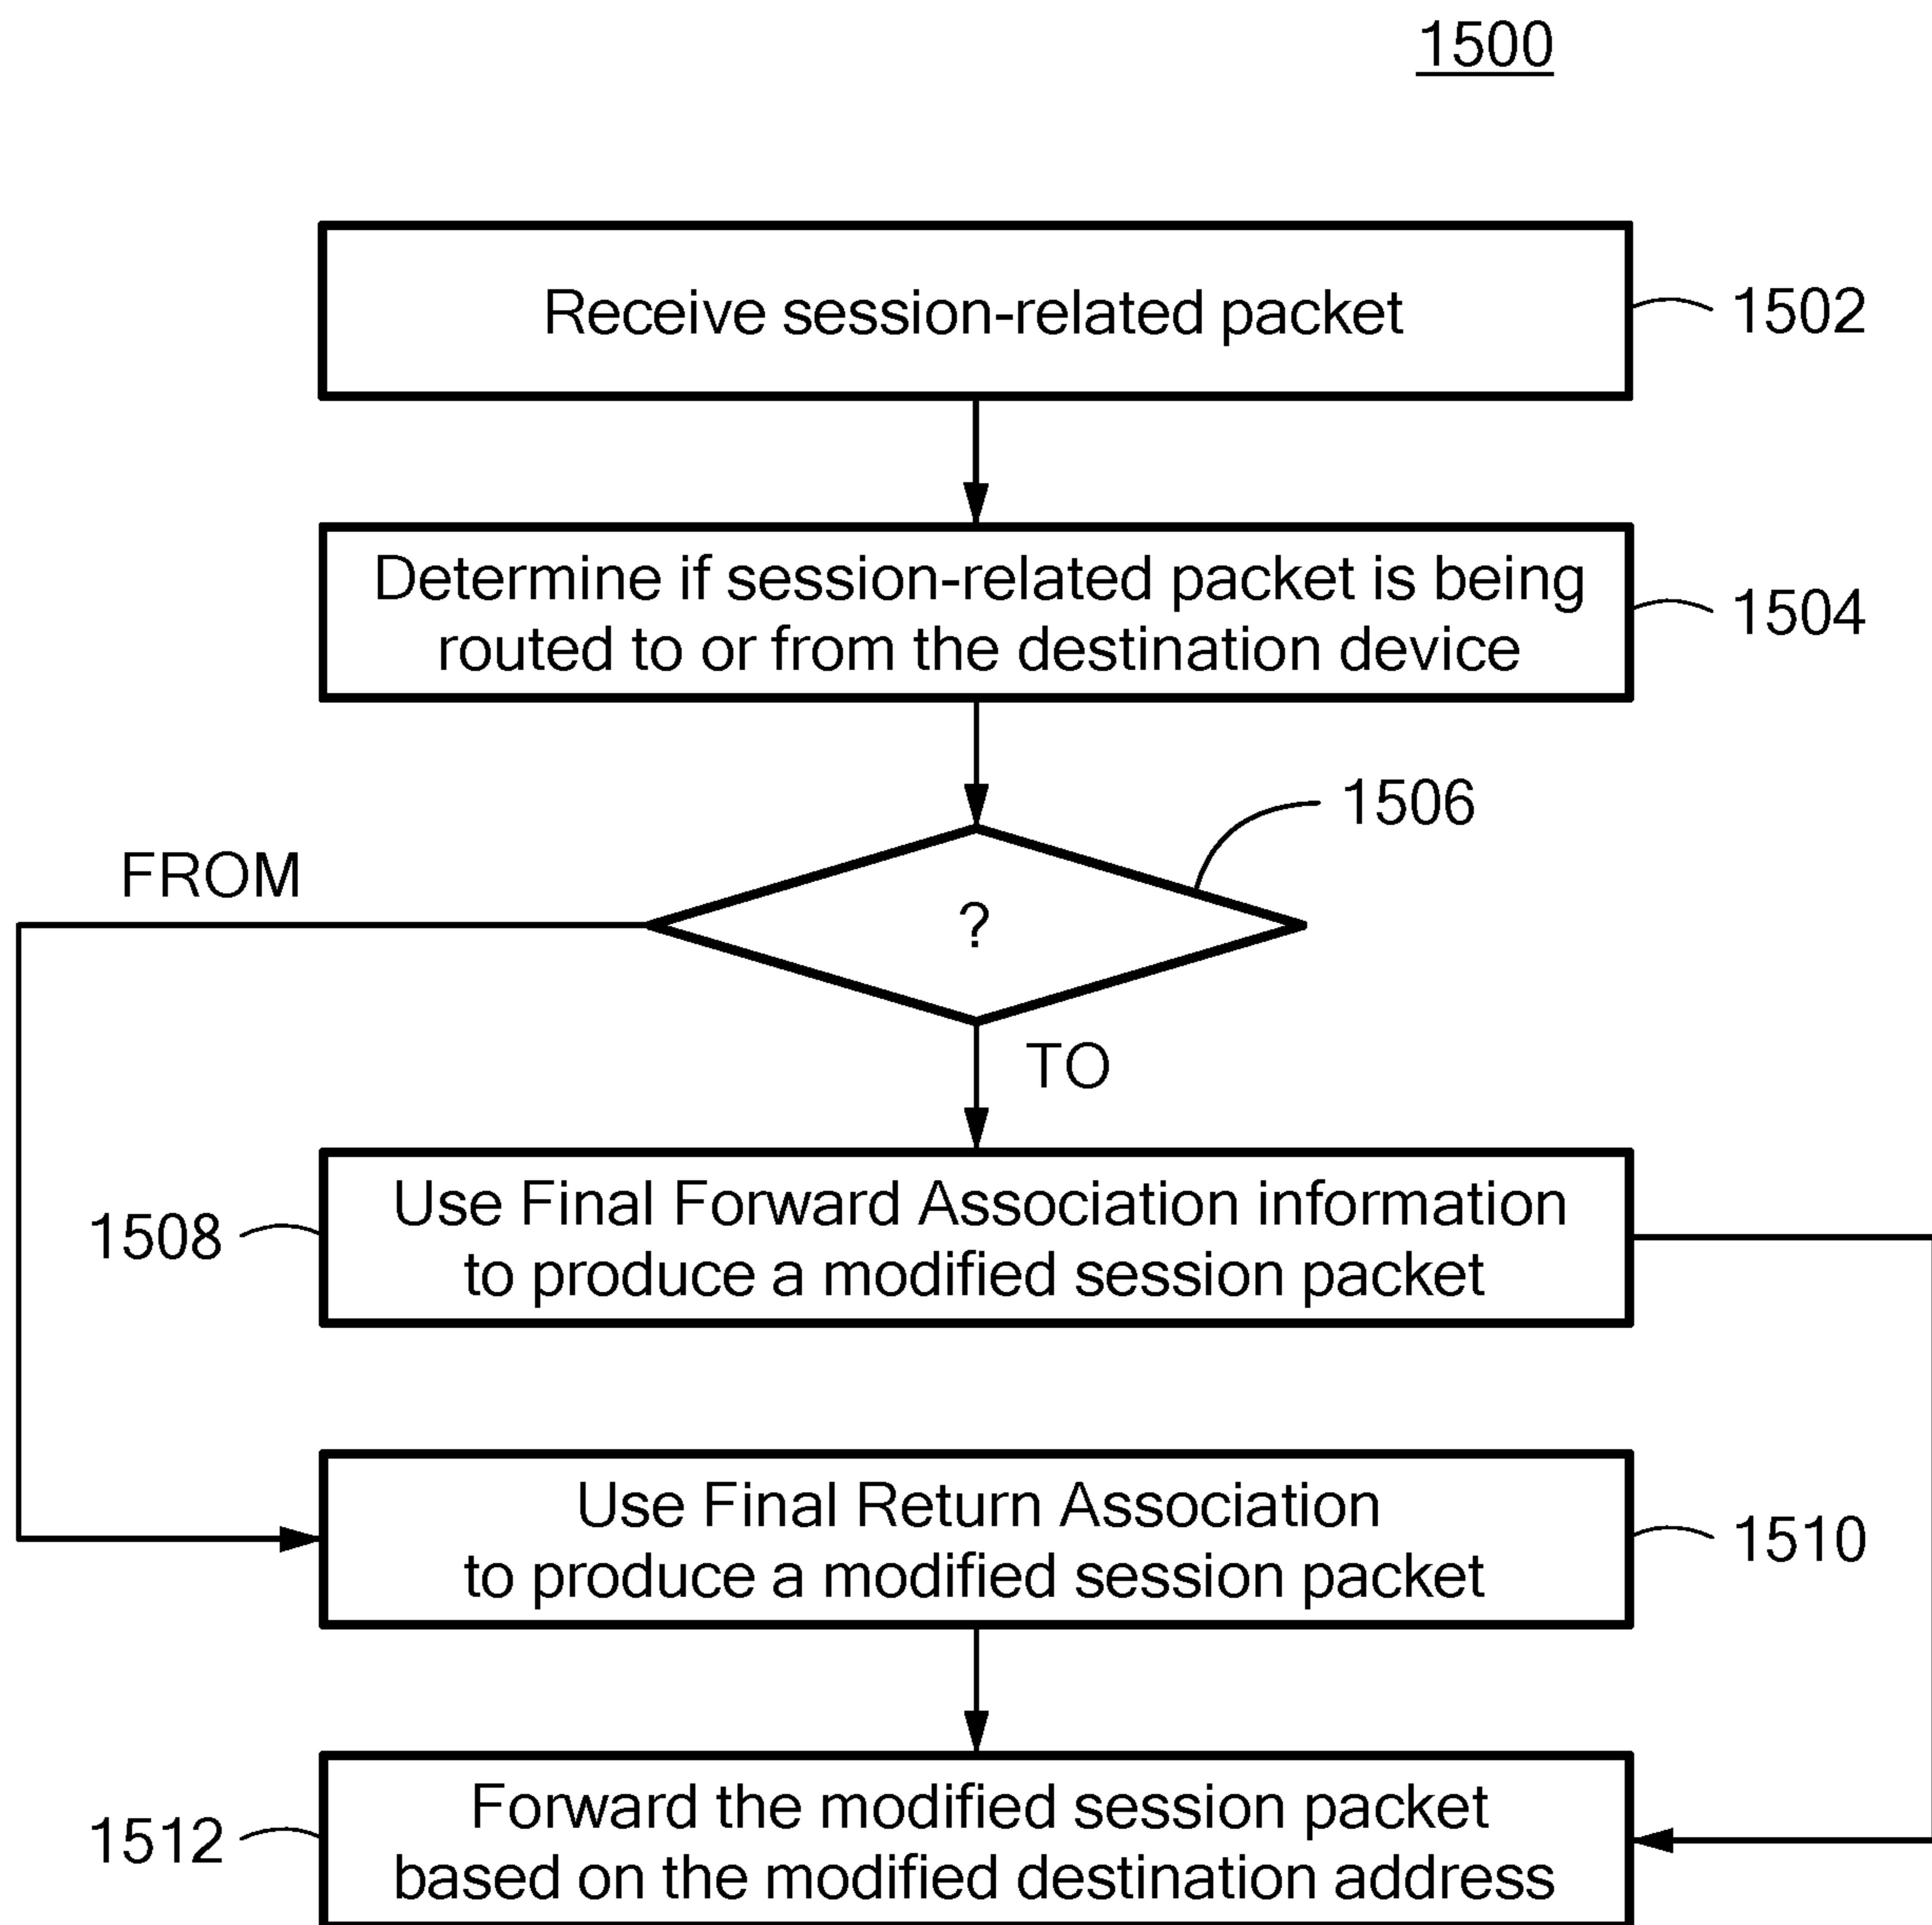 1500
Receive session-related packet
1502
Determine if session-related packet is being
routed to or from the destination device
1504
1506
FROM
?
TO
Use Final Forward Association information
to produce a modified session packet
1508
Use Final Return Association
to produce a modified session packet
1510
Forward the modified session packet
based on the modified destination address
1512